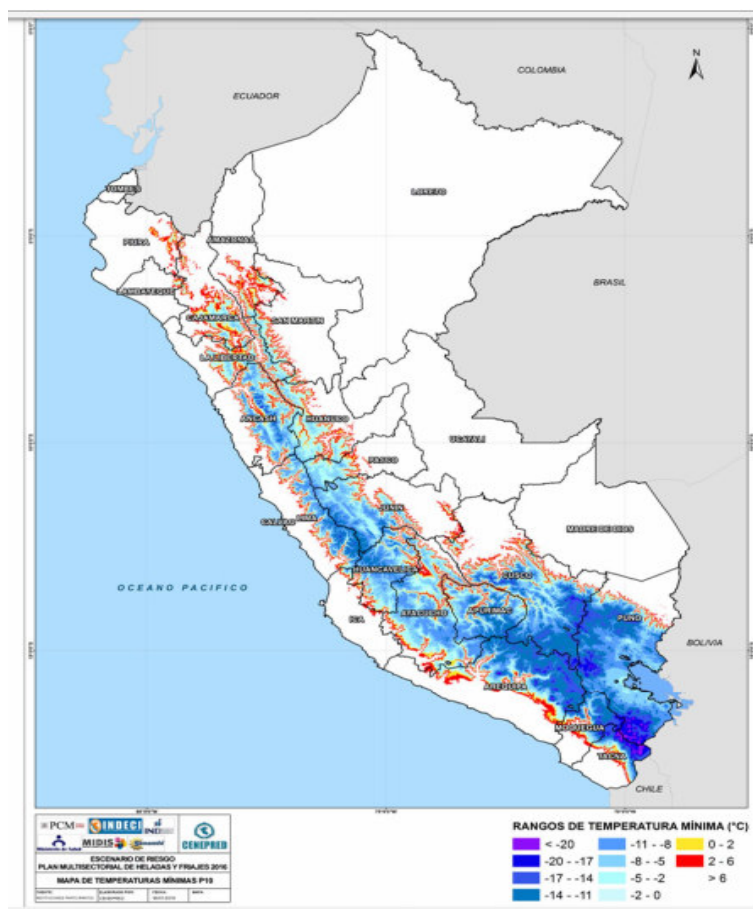 N
COLOMBIA
ECUADOR
TUMBES
LORETO
PIURA
AMAZONAS
LAMBAYEQUE
BRASIL
CAJAMARCA
SAN MARTIN
LA LIBERTAD
ANCASH
HUANUCO
UCAYALI
PASCO
JUNIN
MADRE DE DIOS
CALLAO
LIMA
HUANCAVELICA
CUSCO
OCEANO PACIFICO
AYACUCHO
APURIMAC
PUNO
ICA
BOLIVIA
AREQUIPA
MOQUEGUA
TACNA
CHILE
PCM
INDECI
MIDIS
CENEPRED
ESCENARIO DE RIESGO
PLAN MULTISECTORIAL DE HELADAS Y FRIAJES 2016
MAPA DE TEMPERATURAS MÍNIMAS P10
RANGOS DE TEMPERATURA MÍNIMA (°C)
< -20
-20 - -17
-17 - -14
-14 - -11
-11 - -8
-8 - -5
-5 - -2
-2 - 0
0 - 2
2 - 6
> 6